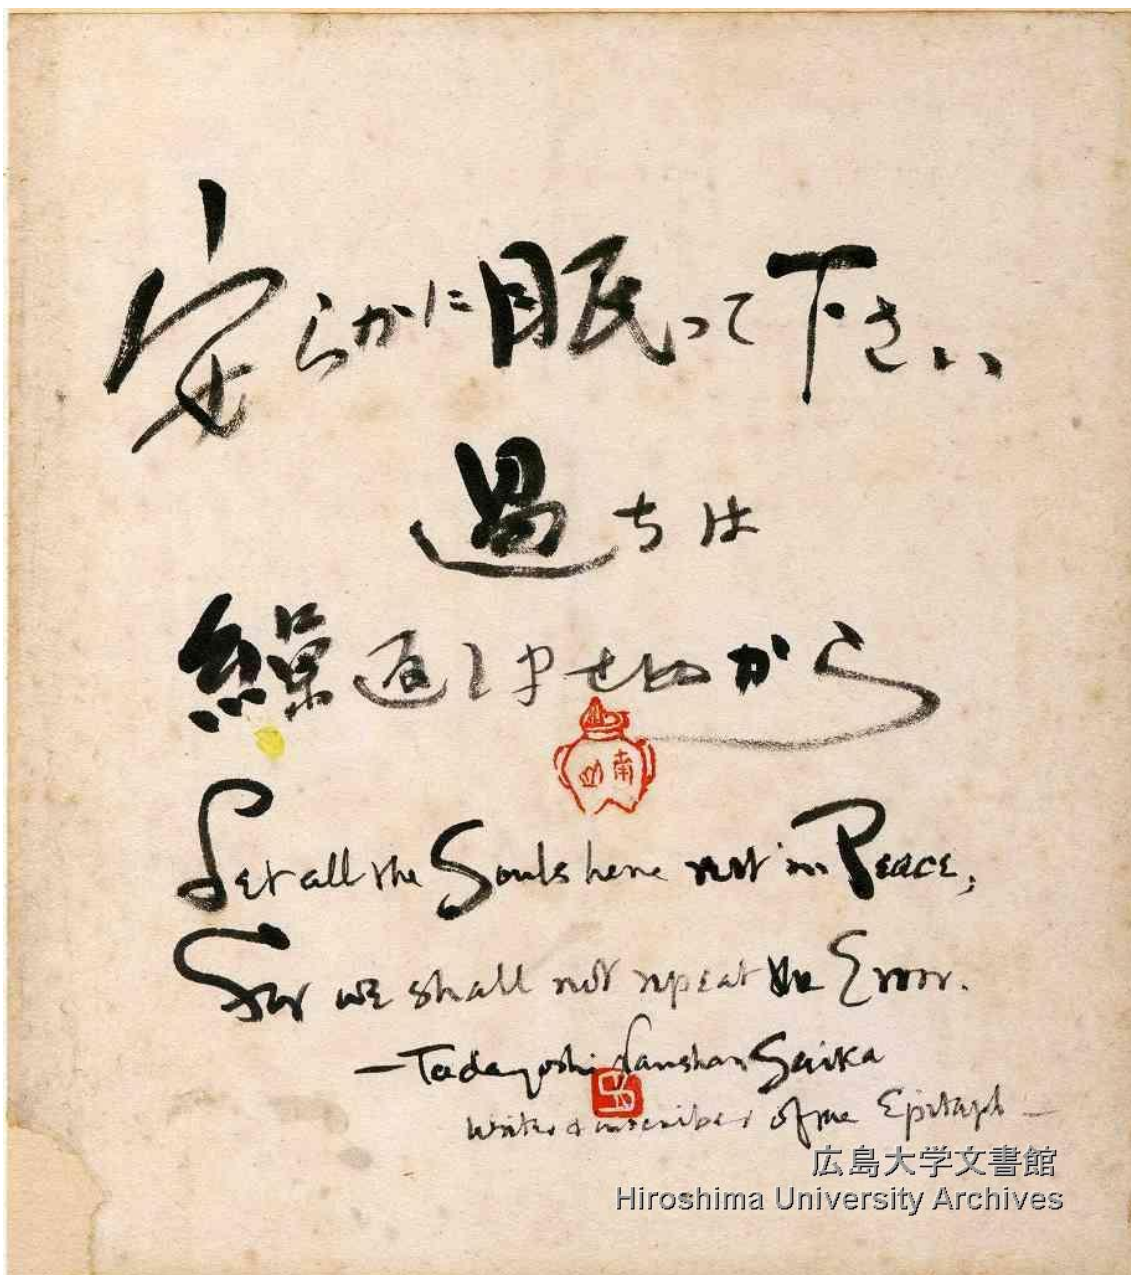 安らかに眠って下さい
過ちは
繰返しませぬから
南
Let all the Souls here rest in Peace;
For we shall not repeat the Error.
—Tadayoshi Nanshan Saika
Writer & inscriber of the Epitaph—
広島大学文書館
Hiroshima University Archives